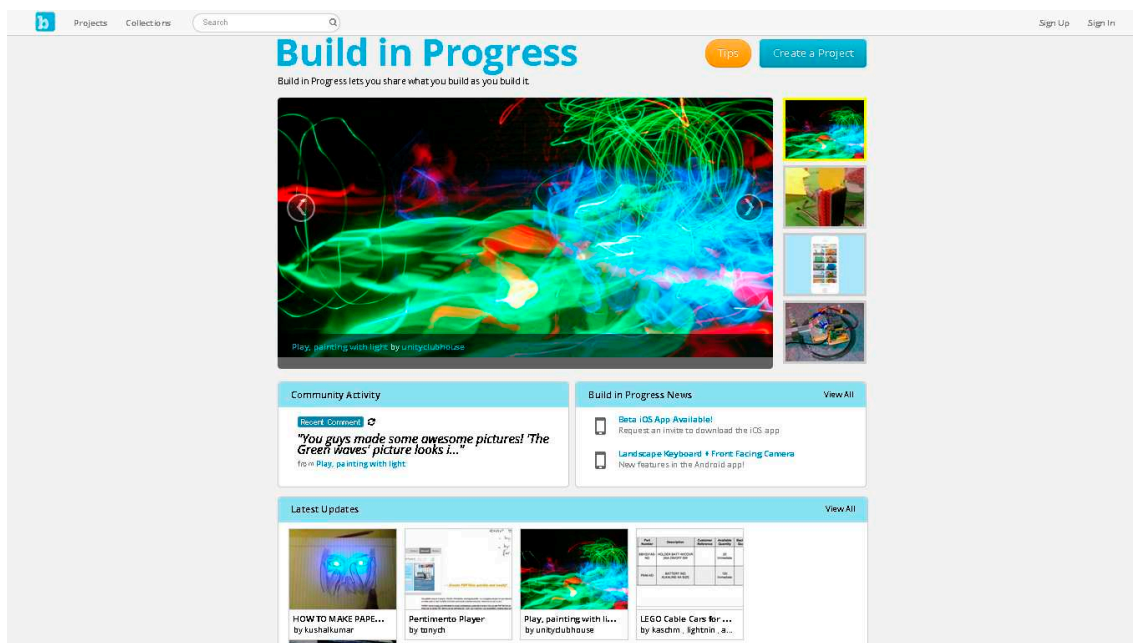 b Projects Collections Search Sign Up Sign In
Build in Progress
Tips
Create a Project
Build in Progress lets you share what you build as you build it.
Play, painting with light by unityclubhouse
Community Activity
Recent Comment
"You guys made some awesome pictures! 'The
Green waves' picture looks i..."
from Play, painting with light
Build in Progress News View All
Beta iOS App Available!
Request an invite to download the iOS app
Landscape Keyboard + Front Facing Camera
New features in the Android app!
Latest Updates View All
HOW TO MAKE PAPE...
by kushalkumar
Pentimento Player
by tonych
Play, painting with li...
by unityclubhouse
LEGO Cable Cars for ...
by kaschm , lightnin , a...